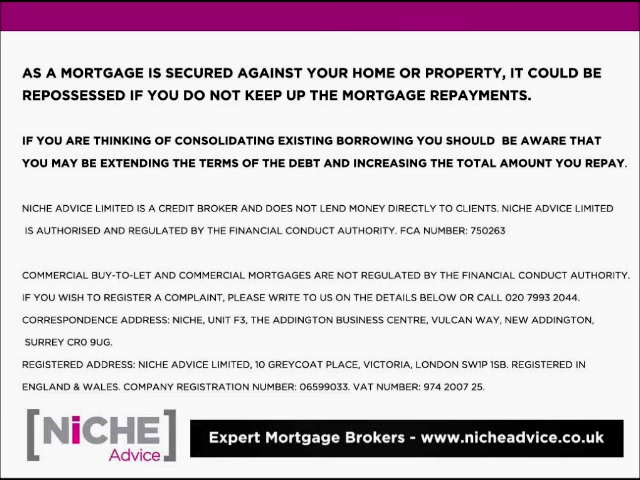 AS A MORTGAGE IS SECURED AGAINST YOUR HOME OR PROPERTY, IT COULD BE
REPOSSESSED IF YOU DO NOT KEEP UP THE MORTGAGE REPAYMENTS.
IF YOU ARE THINKING OF CONSOLIDATING EXISTING BORROWING YOU SHOULD BE AWARE THAT
YOU MAY BE EXTENDING THE TERMS OF THE DEBT AND INCREASING THE TOTAL AMOUNT YOU REPAY.
NICHE ADVICE LIMITED IS A CREDIT BROKER AND DOES NOT LEND MONEY DIRECTLY TO CLIENTS. NICHE ADVICE LIMITED
IS AUTHORISED AND REGULATED BY THE FINANCIAL CONDUCT AUTHORITY. FCA NUMBER: 750263
COMMERCIAL BUY-TO-LET AND COMMERCIAL MORTGAGES ARE NOT REGULATED BY THE FINANCIAL CONDUCT AUTHORITY.
IF YOU WISH TO REGISTER A COMPLAINT, PLEASE WRITE TO US ON THE DETAILS BELOW OR CALL 020 7993 2044.
CORRESPONDENCE ADDRESS: NICHE, UNIT F3, THE ADDINGTON BUSINESS CENTRE, VULCAN WAY, NEW ADDINGTON,
SURREY CR0 9UG.
REGISTERED ADDRESS: NICHE ADVICE LIMITED, 10 GREYCOAT PLACE, VICTORIA, LONDON SW1P 1SB. REGISTERED IN
ENGLAND & WALES. COMPANY REGISTRATION NUMBER: 06599033. VAT NUMBER: 974 2007 25.
[NiCHE]
Advice
Expert Mortgage Brokers - www.nicheadvice.co.uk